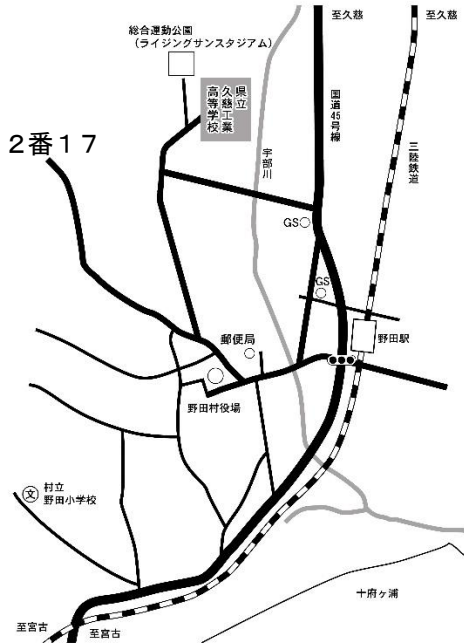 至久慈
至久慈
総合運動公園
（ライジングサンスタジアム）
県立
久慈工業
高等学校
国道45号線
三陸鉄道
2番17
宇部川
GS
GS
郵便局
野田駅
野田村役場
文
村立
野田小学校
十府ヶ浦
至宮古
至宮古